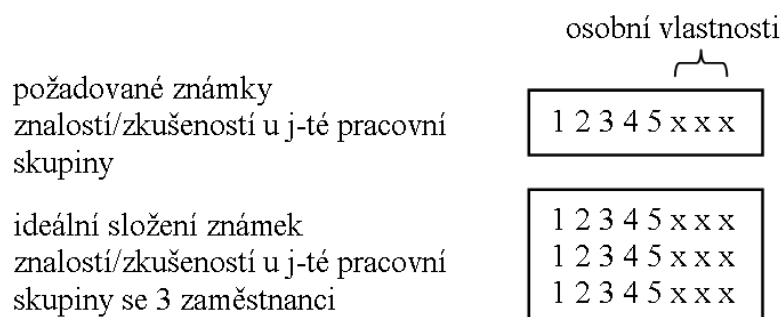 osobní vlastnosti
požadované známky
znalostí/zkušeností u j-té pracovní
skupiny
1 2 3 4 5 x x x
ideální složení známek
znalostí/zkušeností u j-té pracovní
skupiny se 3 zaměstnanci
1 2 3 4 5 x x x
1 2 3 4 5 x x x
1 2 3 4 5 x x x